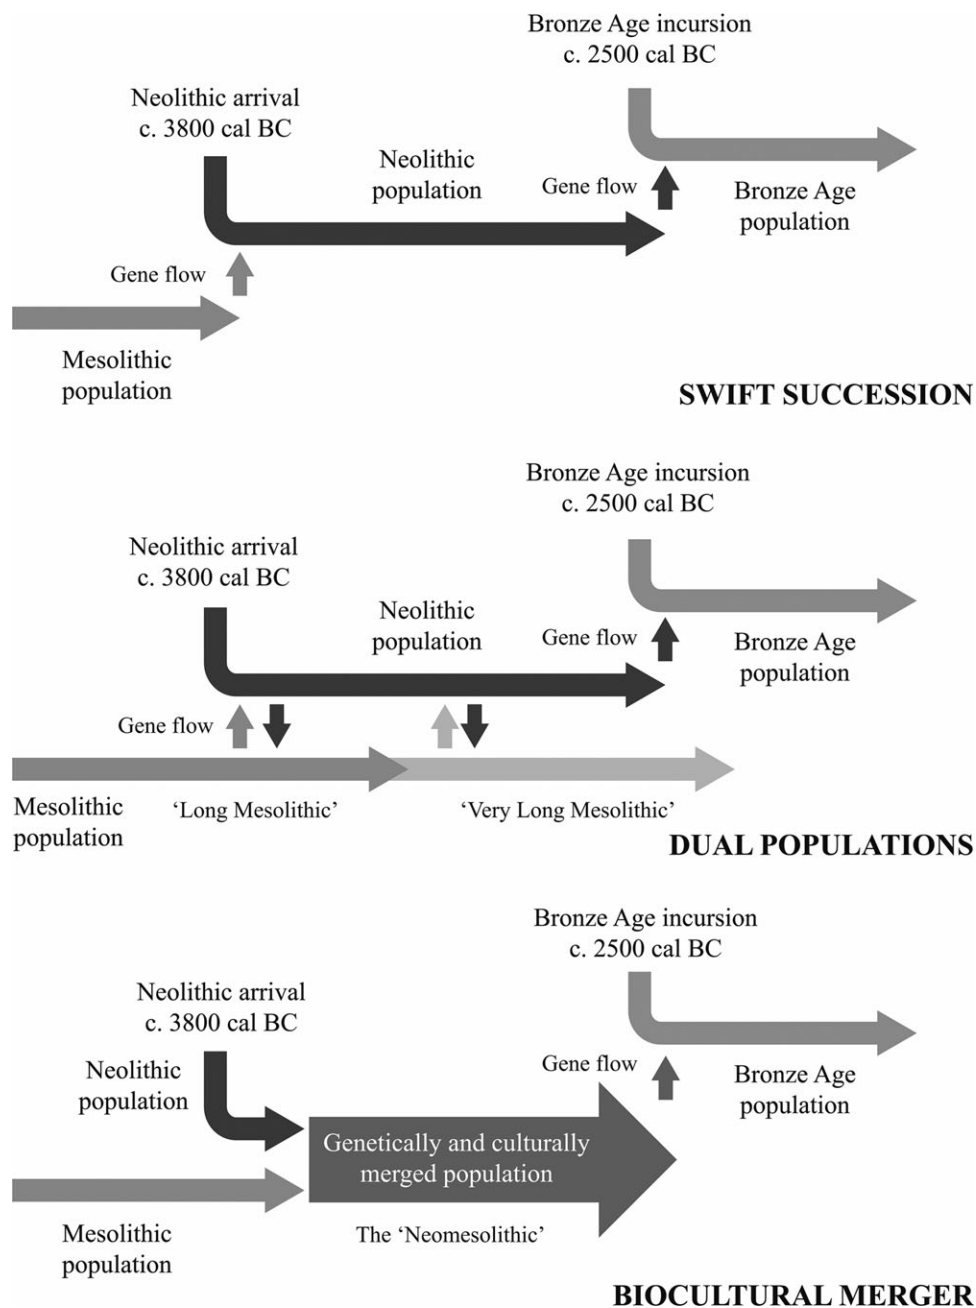 Bronze Age incursion
c. 2500 cal BC
Neolithic arrival
c. 3800 cal BC
Neolithic
population
Gene flow
Bronze Age
population
Gene flow
Mesolithic
population
SWIFT SUCCESSION
Bronze Age incursion
c. 2500 cal BC
Neolithic arrival
c. 3800 cal BC
Neolithic
population
Gene flow
Bronze Age
population
Gene flow
Mesolithic
population
‘Long Mesolithic’
‘Very Long Mesolithic’
DUAL POPULATIONS
Bronze Age incursion
c. 2500 cal BC
Neolithic arrival
c. 3800 cal BC
Neolithic
population
Gene flow
Bronze Age
population
Genetically and culturally
merged population
The ‘Neomesolithic’
Mesolithic
population
BIOCULTURAL MERGER